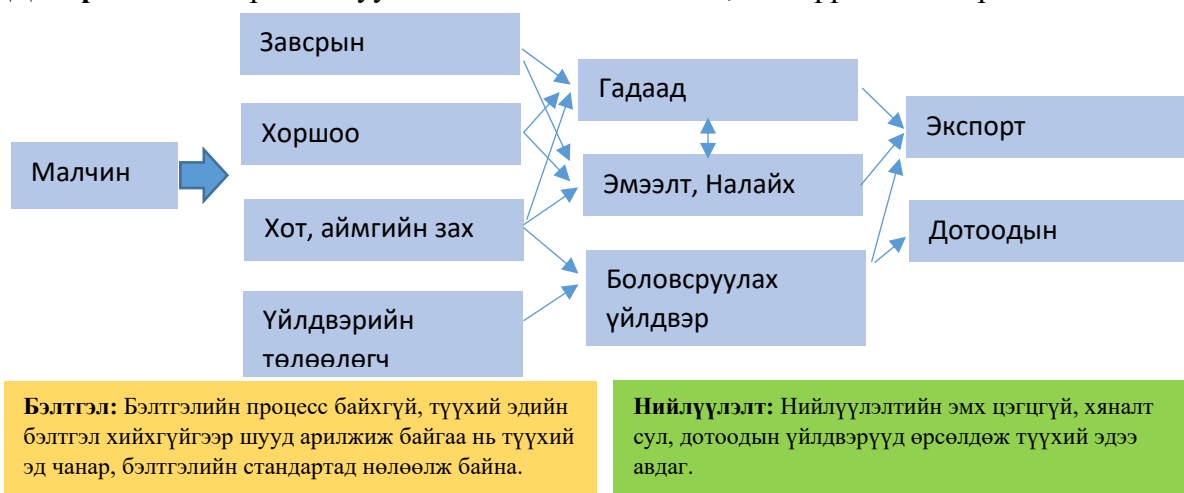 Завсрын
Гадаад
Хоршоо
Экспорт
Малчин
Эмээлт, Налайх
Хот, аймгийн зах
Дотоодын
Боловсруулах
үйлдвэр
Үйлдвэрийн
төлөөлөгч
Бэлтгэл: Бэлтгэлийн процесс байхгүй, түүхий эдийн
бэлтгэл хийхгүйгээр шууд арилжиж байгаа нь түүхий
эд чанар, бэлтгэлийн стандартад нөлөөлж байна.
Нийлүүлэлт: Нийлүүлэлтийн эмх цэгцгүй, хяналт
сул, дотоодын үйлдвэрүүд өрсөлдөж түүхий эдээ
авдаг.